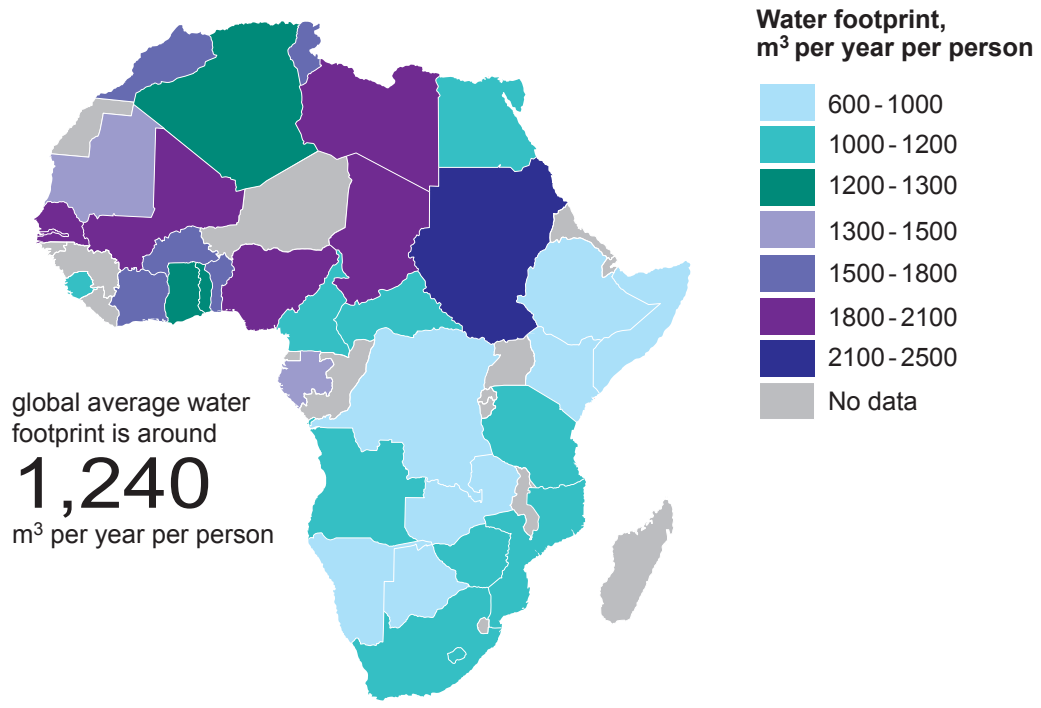 Water footprint,
m³ per year per person
600 - 1000
1000 - 1200
1200 - 1300
1300 - 1500
1500 - 1800
1800 - 2100
2100 - 2500
No data
global average water
footprint is around
1,240
m³ per year per person